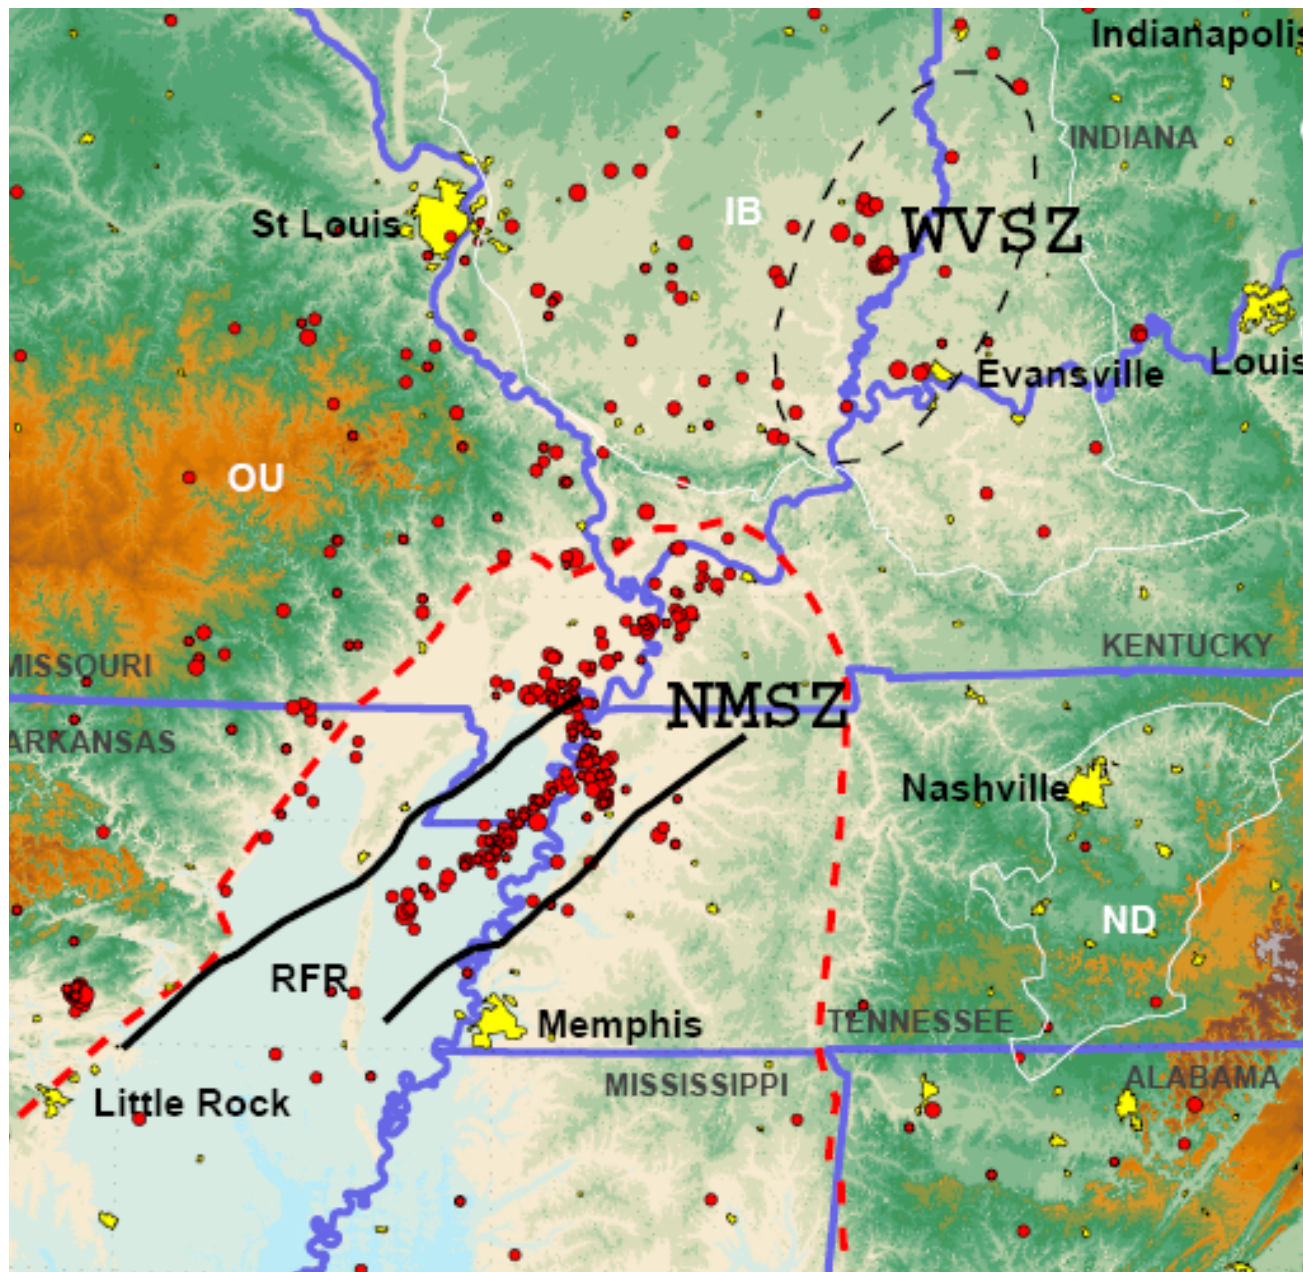 Indianapolis
INDIANA
IB
St Louis
WVSZ
Louis
Evansville
OU
KENTUCKY
MISSOURI
NMSZ
ARKANSAS
Nashville
ND
RFR
Memphis
TENNESSEE
MISSISSIPPI
ALABAMA
Little Rock